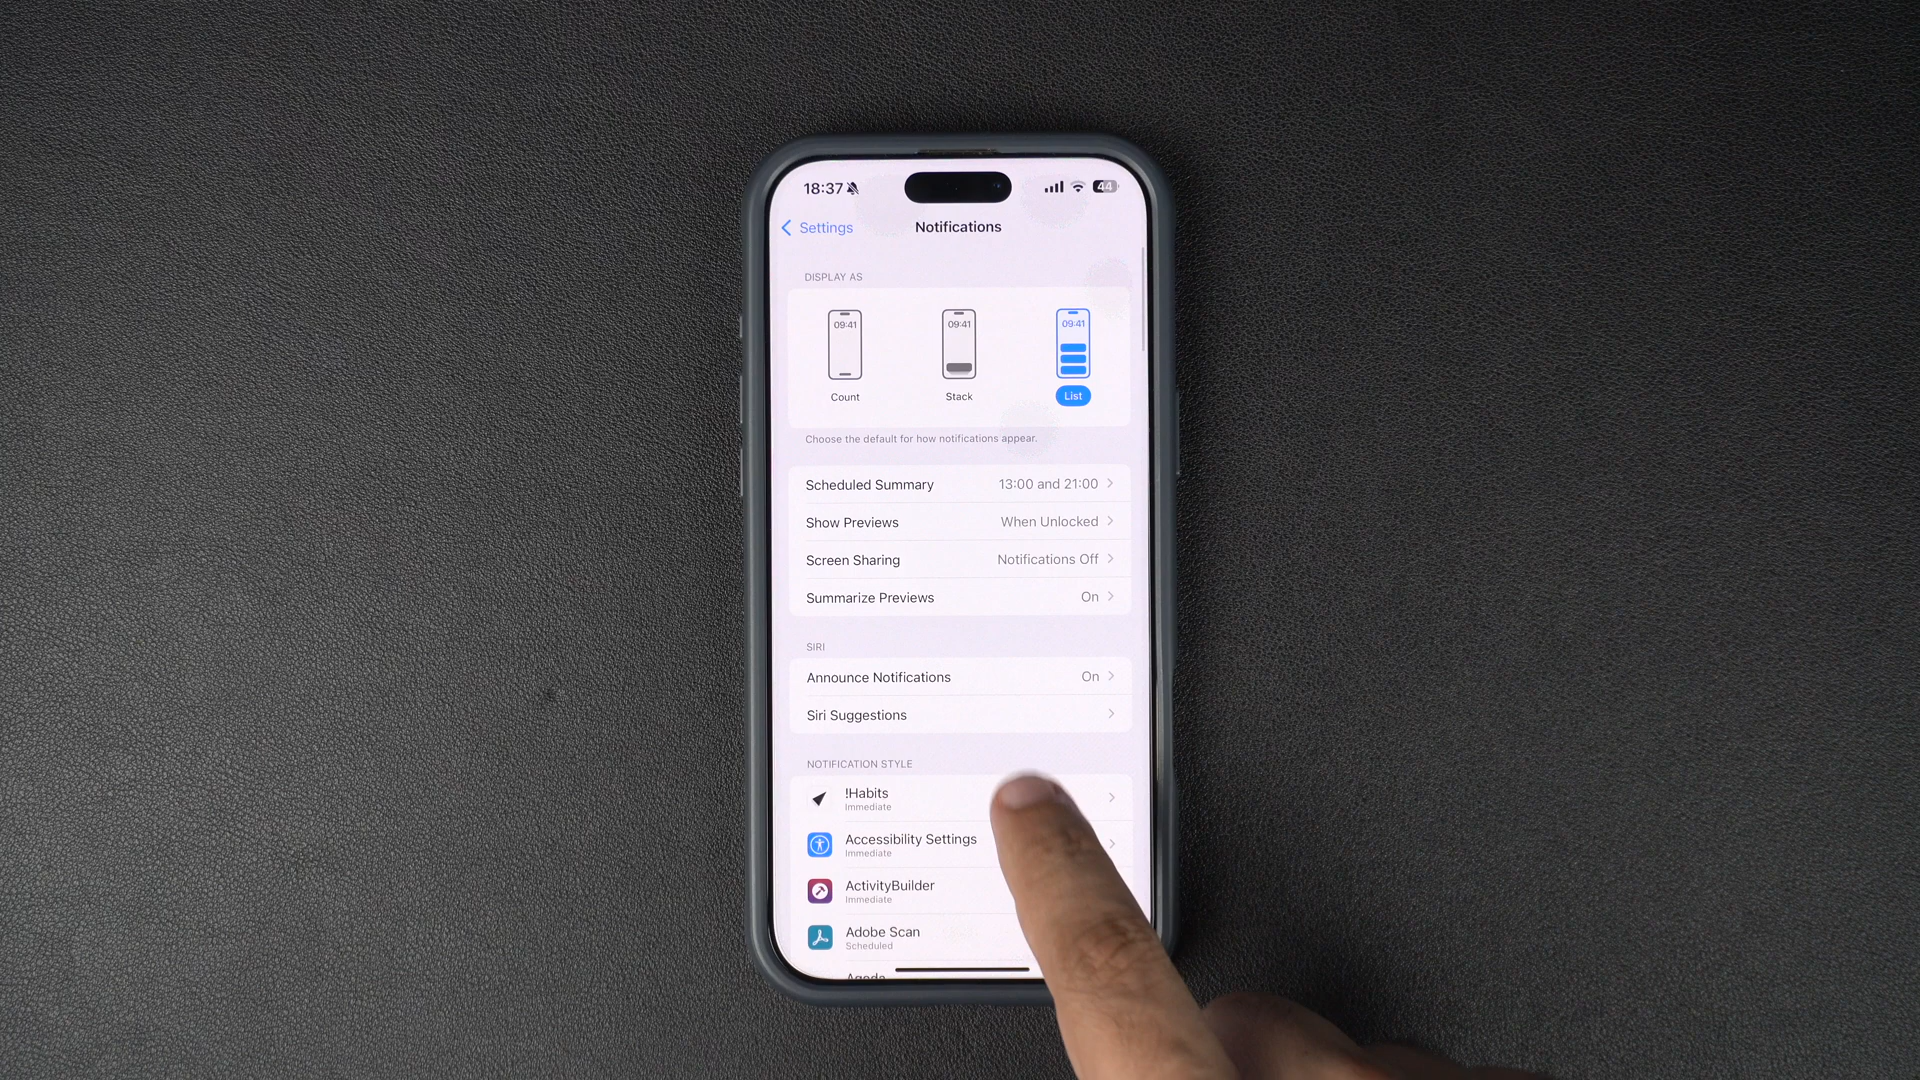 18:37 44
Settings Notifications
DISPLAY AS
09:41 09:41 09:41
Count Stack List
Choose the default for how notifications appear.
Scheduled Summary 13:00 and 21:00
Show Previews When Unlocked
Screen Sharing Notifications Off
Summarize Previews On
SIRI
Announce Notifications On
Siri Suggestions
NOTIFICATION STYLE
!Habits
Immediate
Accessibility Settings
Immediate
ActivityBuilder
Immediate
Adobe Scan
Scheduled
Agoda